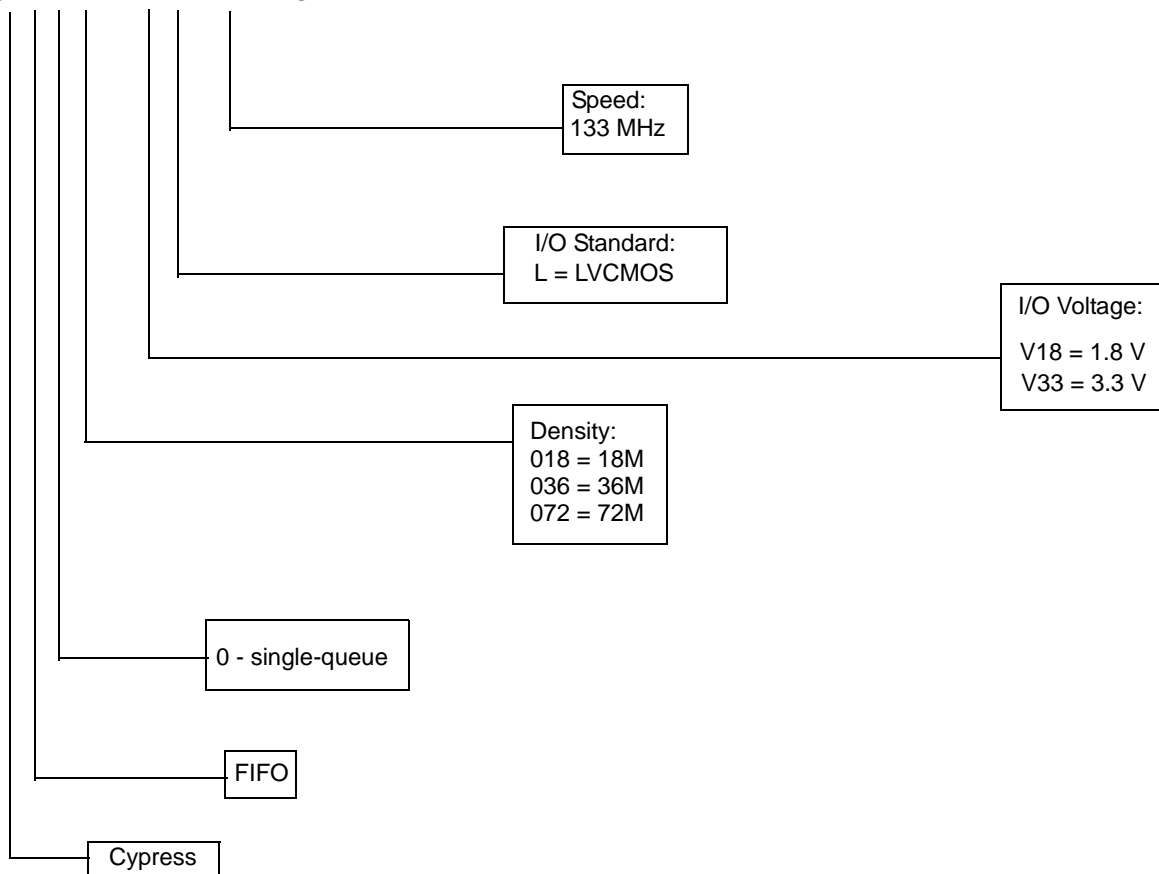 Speed:
133 MHz
I/O Standard:
L = LVCMOS
I/O Voltage:
V18 = 1.8 V
V33 = 3.3 V
Density:
018 = 18M
036 = 36M
072 = 72M
0 - single-queue
FIFO
Cypress